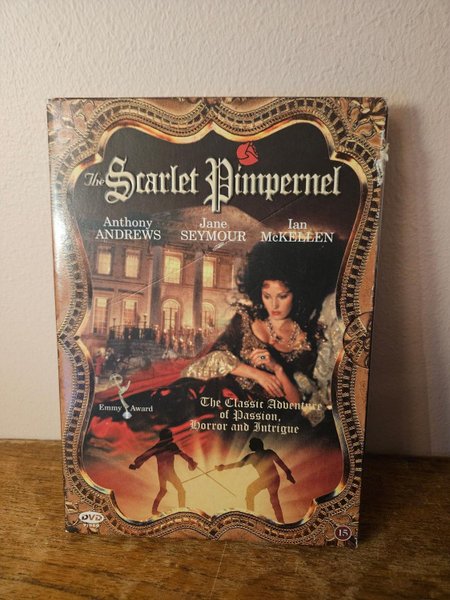 The Scarlet Pimpernel
Anthony ANDREWS
Jane SEYMOUR
Ian McKELLEN
Emmy Award
The Classic Adventure
of Passion,
Horror and Intrigue
DVD
VIDEO
15